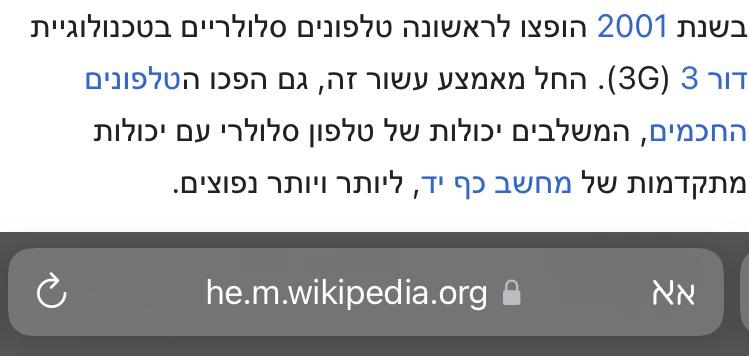 בשנת 2001 הופצו לראשונה טלפונים סלולריים בטכנולוגיית
דור 3 (3G). החל מאמצע עשור זה, גם הפכו הטלפונים
החכמים, המשלבים יכולות של טלפון סלולרי עם יכולות
מתקדמות של מחשב כף יד, ליותר ויותר נפוצים.
he.m.wikipedia.org
אא